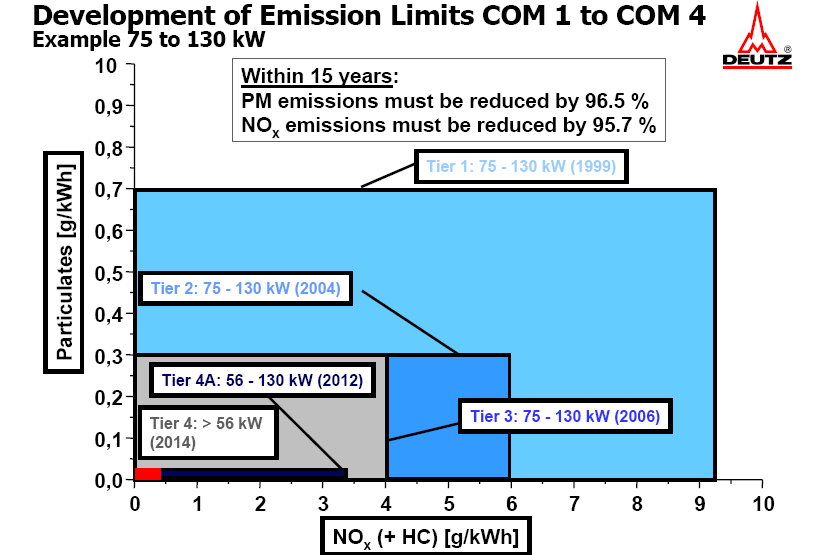 Development of Emission Limits COM 1 to COM 4
Example 75 to 130 kW
DEUTZ ®
Within 15 years:
PM emissions must be reduced by 96.5 %
NOx emissions must be reduced by 95.7 %
Tier 1: 75 - 130 kW (1999)
Tier 2: 75 - 130 kW (2004)
Tier 4A: 56 - 130 kW (2012)
Tier 4: > 56 kW
(2014)
Tier 3: 75 - 130 kW (2006)
Particulates [g/kWh]
10
0,9
0,8
0,7
0,6
0,5
0,4
0,3
0,2
0,1
0,0
0 1 2 3 4 5 6 7 8 9 10
NOx (+ HC) [g/kWh]